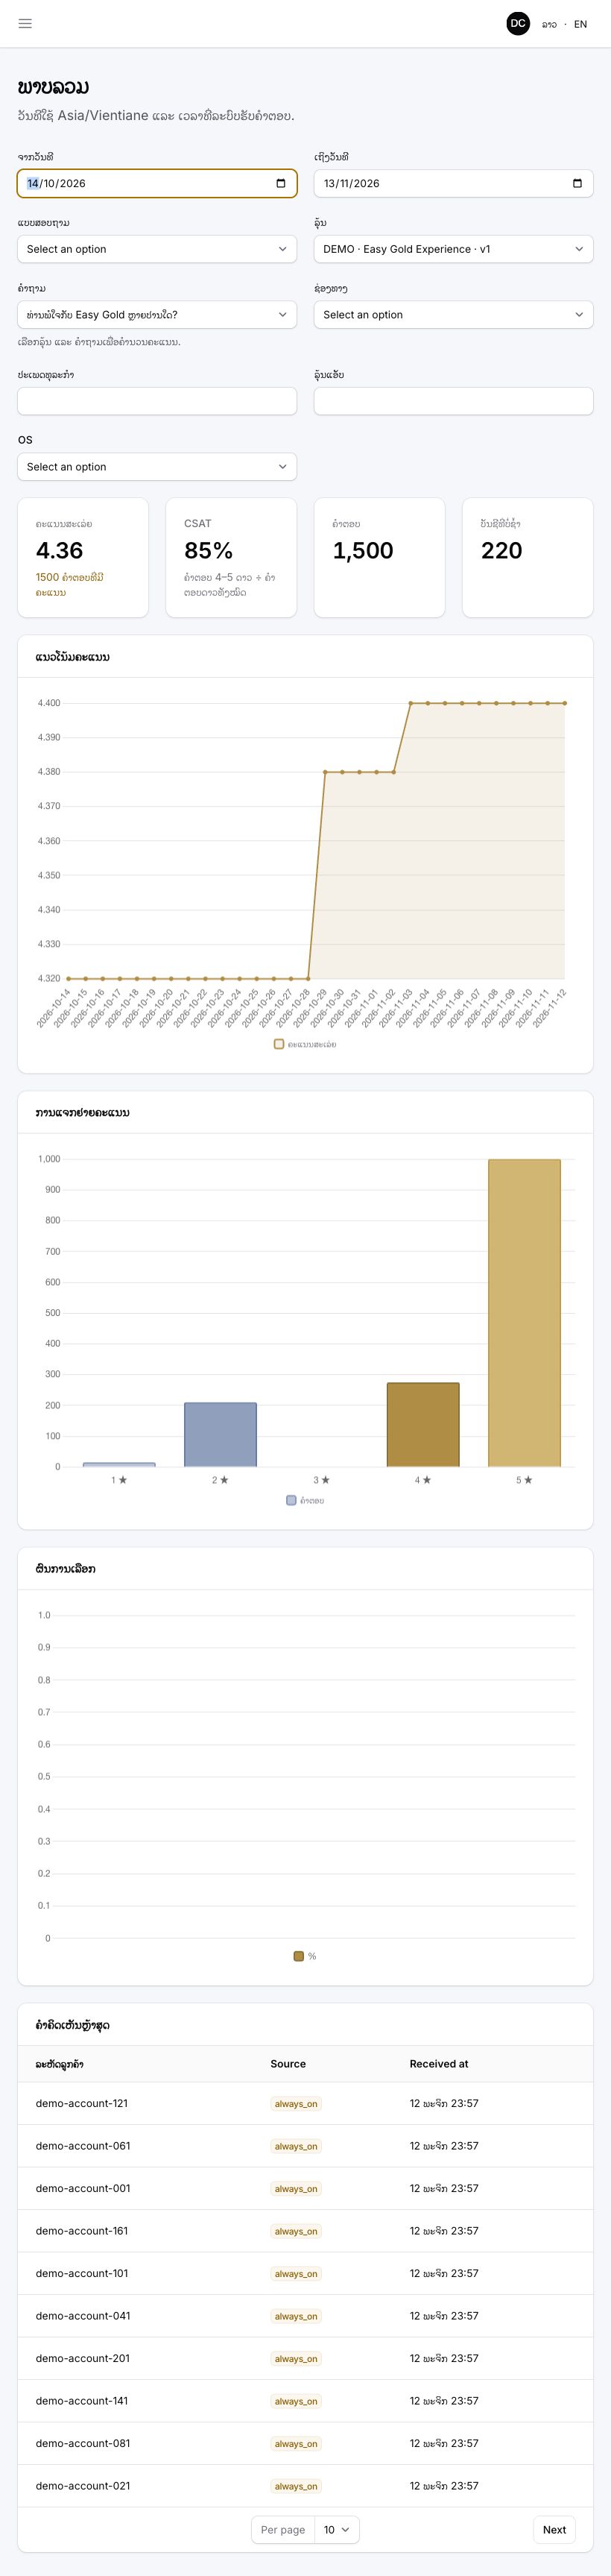 DC ລາວ · EN
ພາບລວມ
ວັນທີໃຊ້ Asia/Vientiane ແລະ ເວລາທີ່ລະບົບຮັບຄຳຕອບ.
ຈາກວັນທີ
ເຖິງວັນທີ
14/10/2026
13/11/2026
ແບບສອບຖາມ
ລຸ້ນ
Select an option
DEMO · Easy Gold Experience · v1
ຄຳຖາມ
ຊ່ອງທາງ
ທ່ານພໍໃຈກັບ Easy Gold ຫຼາຍປານໃດ?
Select an option
ເລືອກລຸ້ນ ແລະ ຄຳຖາມເພື່ອຄຳນວນຄະແນນ.
ປະເພດທຸລະກຳ
ລຸ້ນແອັບ
OS
Select an option
ຄະແນນສະເລ່ຍ
4.36
1500 ຄຳຕອບທີ່ມີ
ຄະແນນ
CSAT
85%
ຄຳຕອບ 4–5 ດາວ ÷ ຄຳ
ຕອບດາວທັງໝົດ
ຄຳຕອບ
1,500
ບັນຊີທີ່ບໍ່ຊ້ຳ
220
ແນວໂນ້ມຄະແນນ
4.400
4.390
4.380
4.370
4.360
4.350
4.340
4.330
4.320
2026-10-14
2026-10-15
2026-10-16
2026-10-17
2026-10-18
2026-10-19
2026-10-20
2026-10-21
2026-10-22
2026-10-23
2026-10-24
2026-10-25
2026-10-26
2026-10-27
2026-10-28
2026-10-29
2026-10-30
2026-10-31
2026-11-01
2026-11-02
2026-11-03
2026-11-04
2026-11-05
2026-11-06
2026-11-07
2026-11-08
2026-11-09
2026-11-10
2026-11-11
2026-11-12
ຄະແນນສະເລ່ຍ
ການແຈກຢາຍຄະແນນ
1,000
900
800
700
600
500
400
300
200
100
0
1 ★
2 ★
3 ★
4 ★
5 ★
ຄຳຕອບ
ຜົນການເລືອກ
1.0
0.9
0.8
0.7
0.6
0.5
0.4
0.3
0.2
0.1
0
%
ຄຳຄິດເຫັນຫຼ້າສຸດ
ລະຫັດລູກຄ້າ Source Received at
demo-account-121 always_on 12 ພະຈິກ 23:57
demo-account-061 always_on 12 ພະຈິກ 23:57
demo-account-001 always_on 12 ພະຈິກ 23:57
demo-account-161 always_on 12 ພະຈິກ 23:57
demo-account-101 always_on 12 ພະຈິກ 23:57
demo-account-041 always_on 12 ພະຈິກ 23:57
demo-account-201 always_on 12 ພະຈິກ 23:57
demo-account-141 always_on 12 ພະຈິກ 23:57
demo-account-081 always_on 12 ພະຈິກ 23:57
demo-account-021 always_on 12 ພະຈິກ 23:57
Per page 10 Next